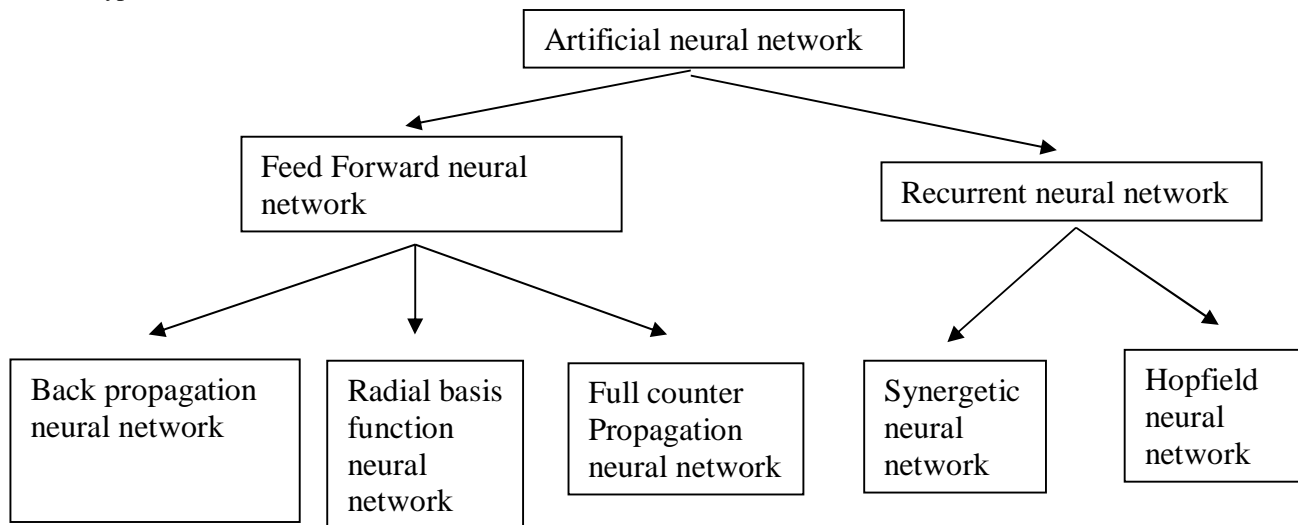 Artificial neural network
Feed Forward neural
network
Recurrent neural network
Back propagation
neural network
Radial basis
function
neural
network
Full counter
Propagation
neural network
Synergetic
neural
network
Hopfield
neural
network